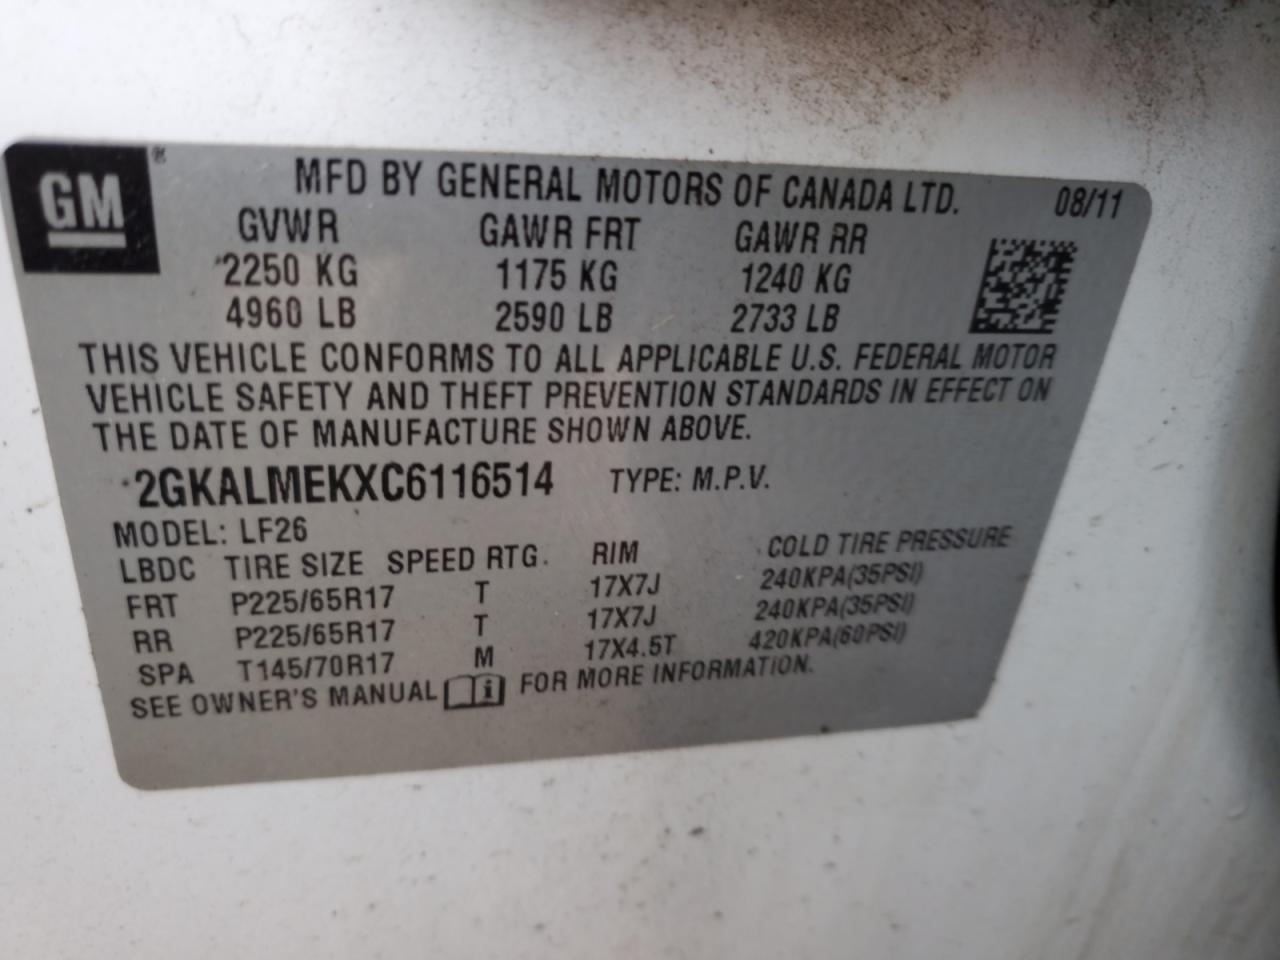 GM ®
MFD BY GENERAL MOTORS OF CANADA LTD. 08/11
GVWR GAWR FRT GAWR RR
2250 KG 1175 KG 1240 KG
4960 LB 2590 LB 2733 LB
THIS VEHICLE CONFORMS TO ALL APPLICABLE U.S. FEDERAL MOTOR
VEHICLE SAFETY AND THEFT PREVENTION STANDARDS IN EFFECT ON
THE DATE OF MANUFACTURE SHOWN ABOVE.
2GKALMEKXC6116514 TYPE: M.P.V.
MODEL: LF26
LBDC TIRE SIZE SPEED RTG. RIM COLD TIRE PRESSURE
FRT P225/65R17 T 17X7J 240KPA(35PSI)
RR P225/65R17 T 17X7J 240KPA(35PSI)
SPA T145/70R17 M 17X4.5T 420KPA(60PSI)
SEE OWNER'S MANUAL i FOR MORE INFORMATION.